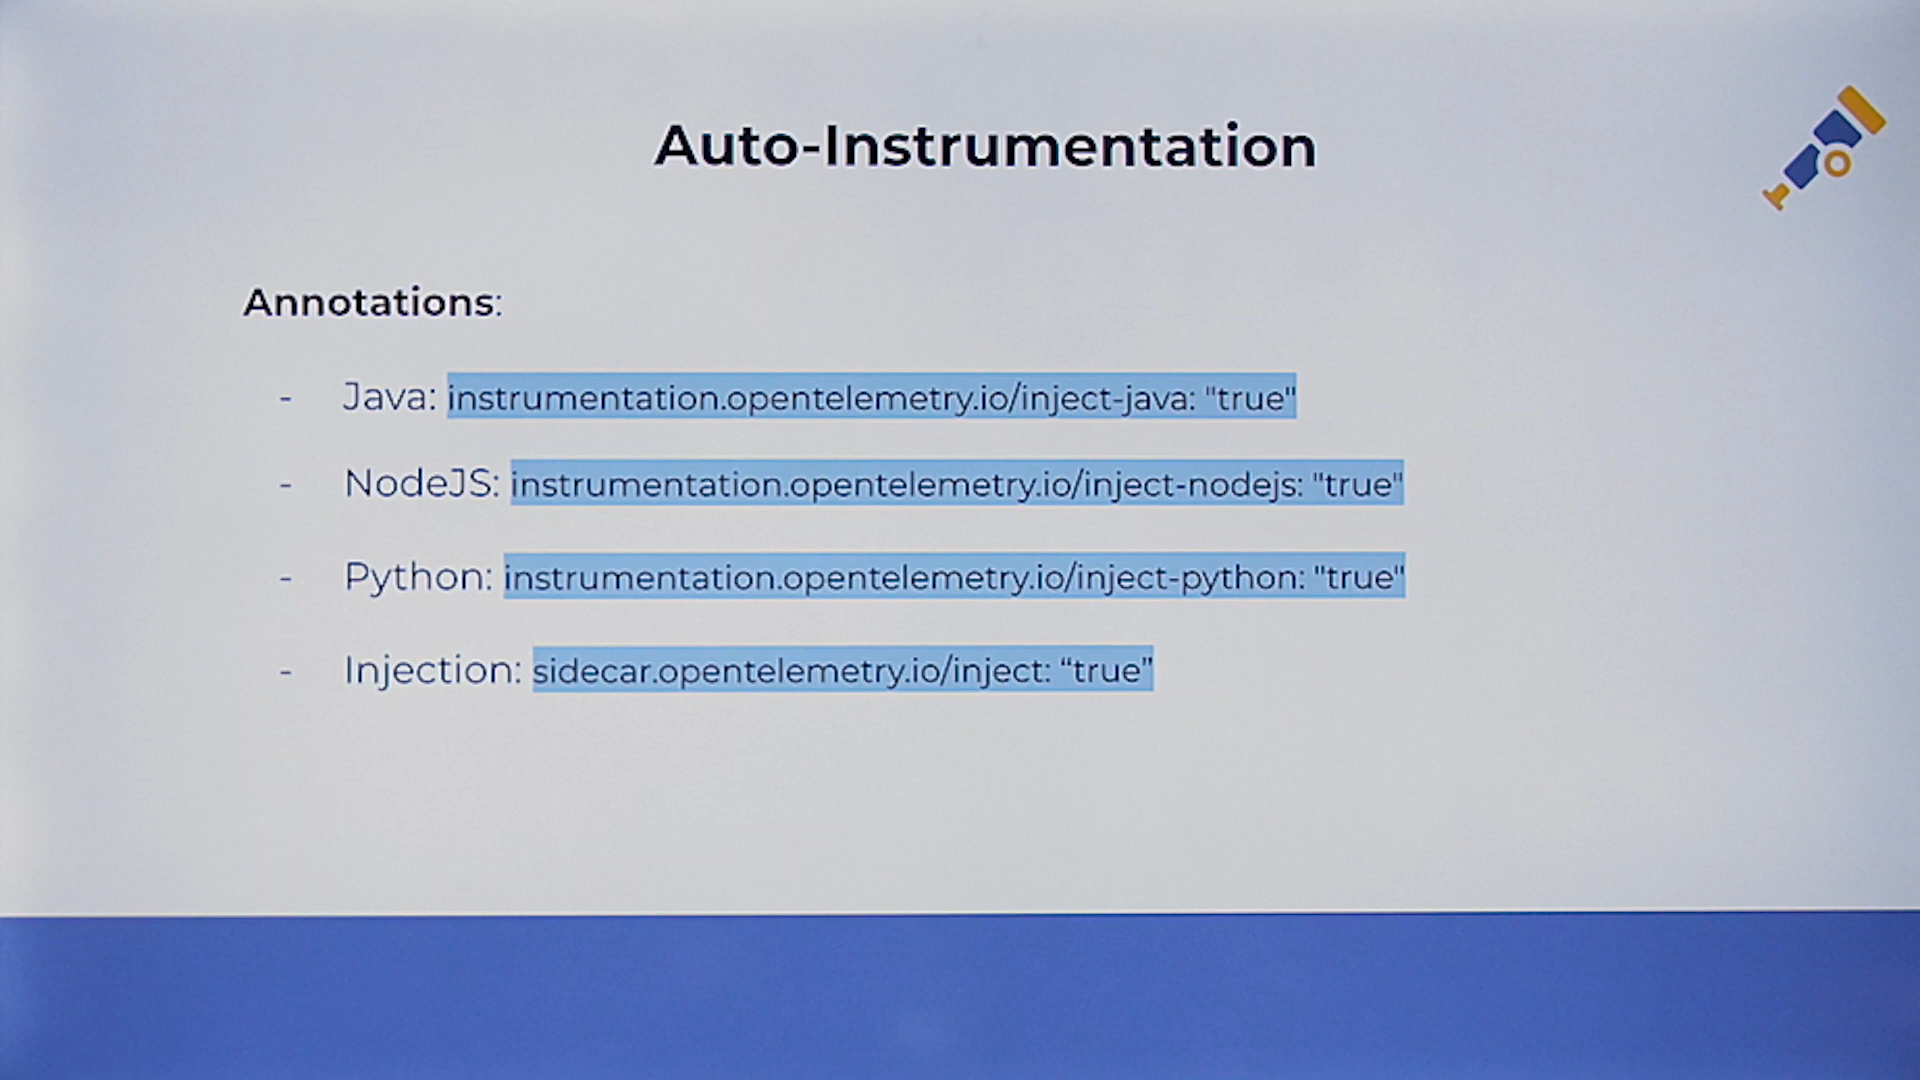 Auto-Instrumentation
Annotations:
- Java: instrumentation.opentelemetry.io/inject-java: "true"
- NodeJS: instrumentation.opentelemetry.io/inject-nodejs: "true"
- Python: instrumentation.opentelemetry.io/inject-python: "true"
- Injection: sidecar.opentelemetry.io/inject: “true”